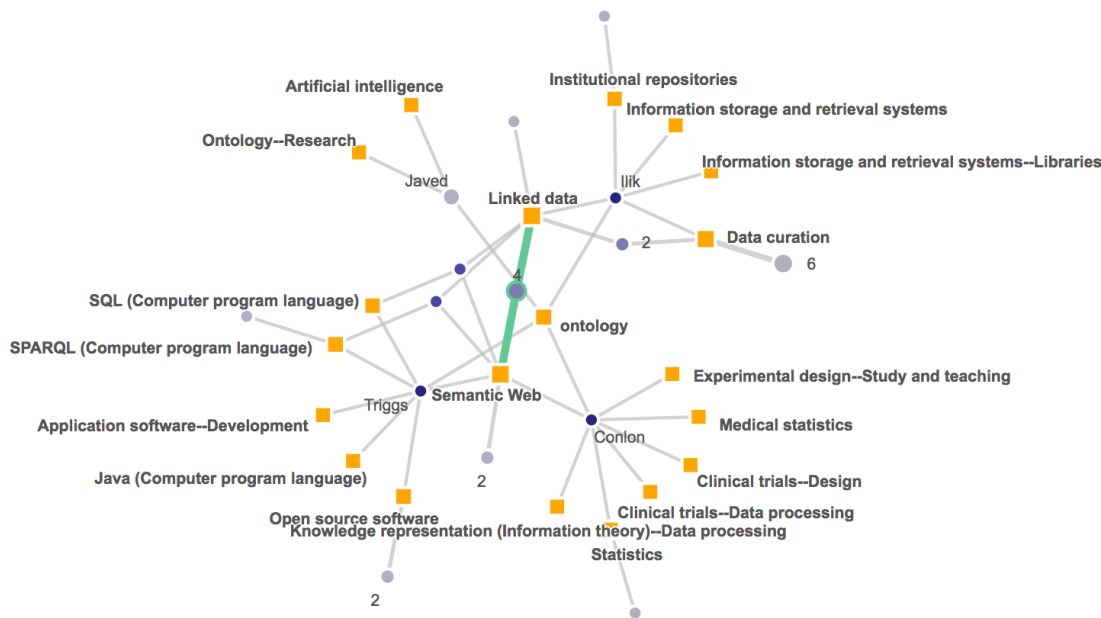 Institutional repositories
Artificial intelligence
Information storage and retrieval systems
Ontology--Research
Information storage and retrieval systems--Libraries
Javed
Ilik
Linked data
Data curation
2
6
4
SQL (Computer program language)
ontology
SPARQL (Computer program language)
Experimental design--Study and teaching
Semantic Web
Triggs
Medical statistics
Application software--Development
Conlon
Java (Computer program language)
2
Clinical trials--Design
Clinical trials--Data processing
Open source software
Knowledge representation (Information theory)--Data processing
Statistics
2